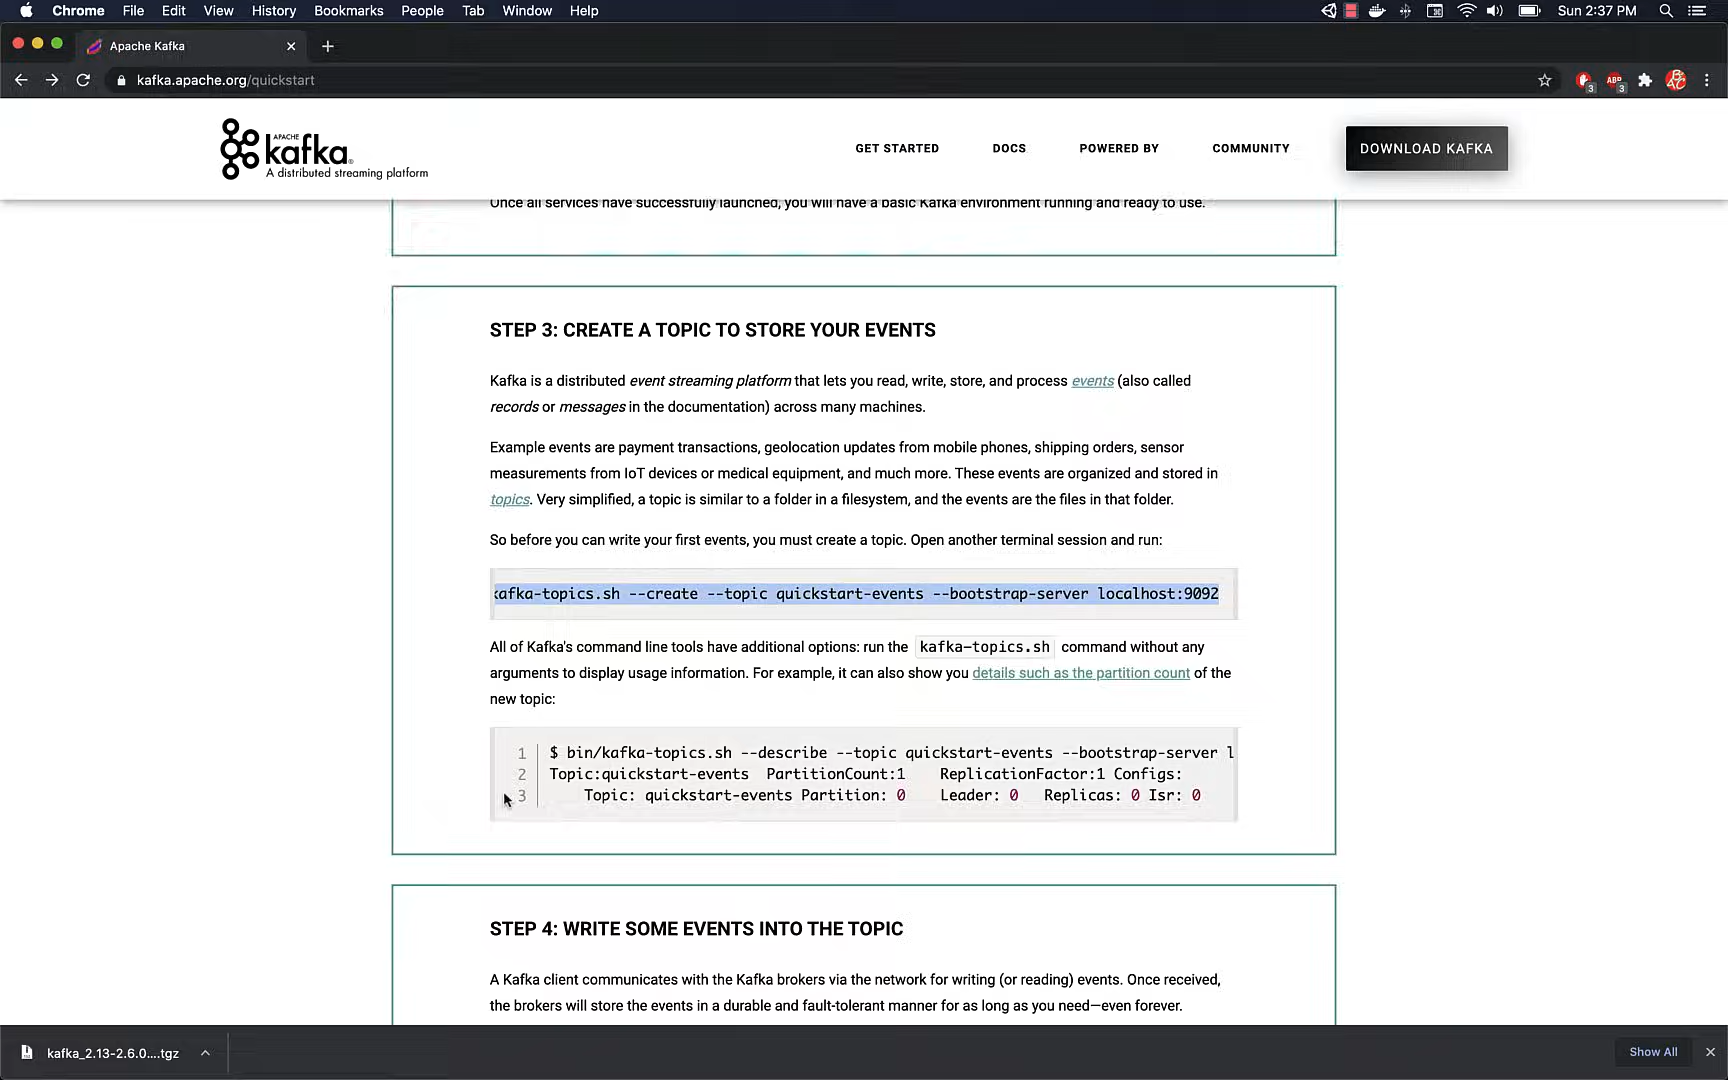 Chrome File Edit View History Bookmarks People Tab Window Help Sun 2:37 PM
Apache Kafka
kafka.apache.org/quickstart
3 ABP 3
APACHE
kafka
A distributed streaming platform
GET STARTED DOCS POWERED BY COMMUNITY DOWNLOAD KAFKA
Once all services have successfully launched, you will have a basic Kafka environment running and ready to use.
STEP 3: CREATE A TOPIC TO STORE YOUR EVENTS
Kafka is a distributed event streaming platform that lets you read, write, store, and process events (also called
records or messages in the documentation) across many machines.
Example events are payment transactions, geolocation updates from mobile phones, shipping orders, sensor
measurements from IoT devices or medical equipment, and much more. These events are organized and stored in
topics. Very simplified, a topic is similar to a folder in a filesystem, and the events are the files in that folder.
So before you can write your first events, you must create a topic. Open another terminal session and run:
kafka-topics.sh --create --topic quickstart-events --bootstrap-server localhost:9092
All of Kafka's command line tools have additional options: run the kafka-topics.sh command without any
arguments to display usage information. For example, it can also show you details such as the partition count of the
new topic:
1 $ bin/kafka-topics.sh --describe --topic quickstart-events --bootstrap-server l
2 Topic:quickstart-events PartitionCount:1 ReplicationFactor:1 Configs:
3 Topic: quickstart-events Partition: 0 Leader: 0 Replicas: 0 Isr: 0
STEP 4: WRITE SOME EVENTS INTO THE TOPIC
A Kafka client communicates with the Kafka brokers via the network for writing (or reading) events. Once received,
the brokers will store the events in a durable and fault-tolerant manner for as long as you need—even forever.
kafka_2.13-2.6.0....tgz Show All